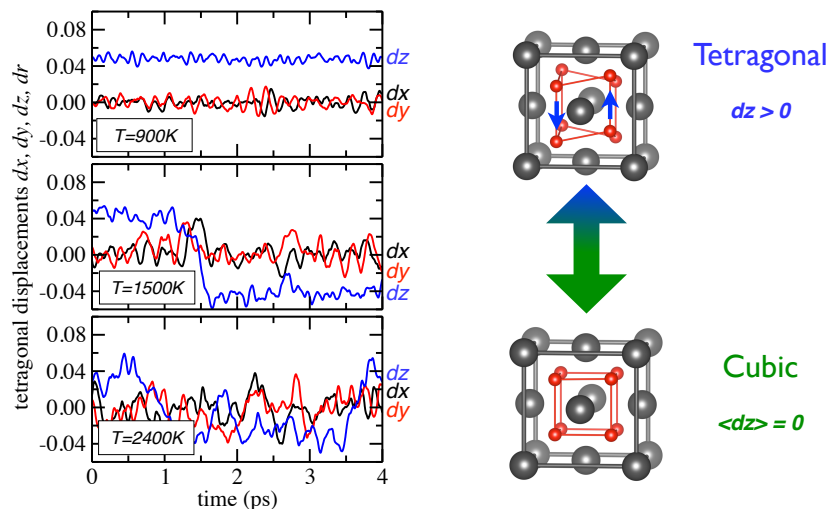 tetragonal displacements dx, dy, dz, dr
0.08
0.04
0.00
-0.04
dz
dx
dy
T=900K
0.08
0.04
0.00
-0.04
dx
dy
dz
T=1500K
0.08
0.04
0.00
-0.04
dz
dx
dy
T=2400K
0 1 2 3 4
time (ps)
Tetragonal
dz > 0
Cubic
<dz> = 0